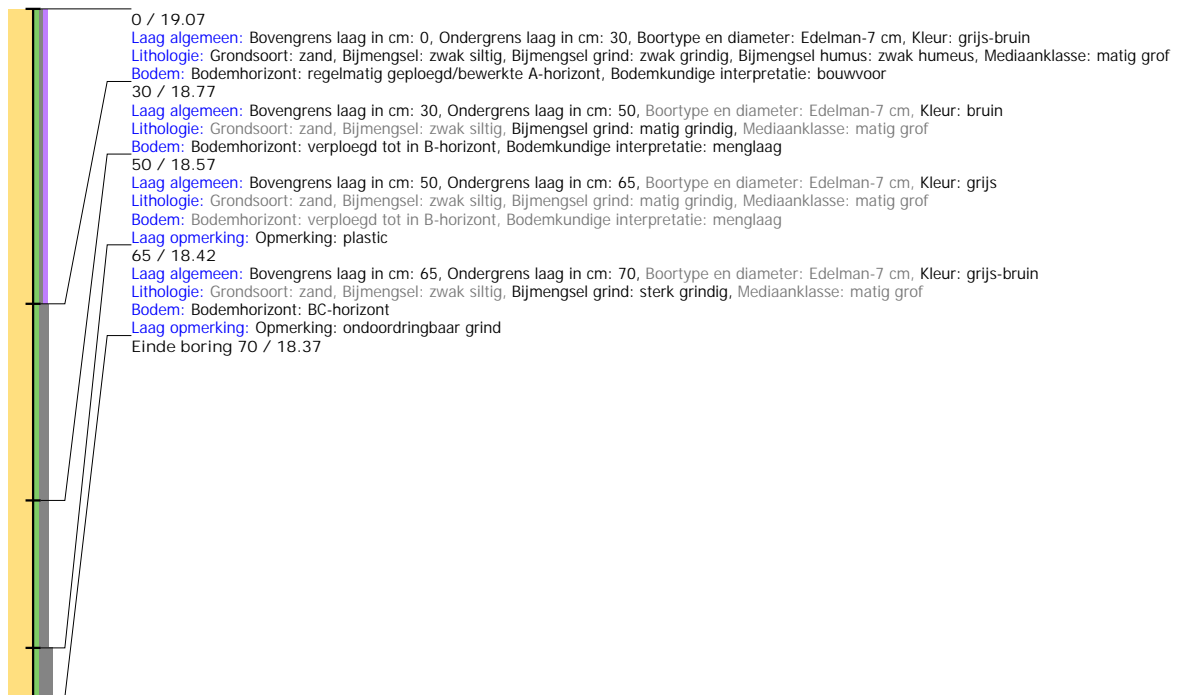 0 / 19.07
Laag algemeen: Bovengrens laag in cm: 0, Ondergrens laag in cm: 30, Boortype en diameter: Edelman-7 cm, Kleur: grijs-bruin
Lithologie: Grondsoort: zand, Bijmengsel: zwak siltig, Bijmengsel grind: zwak grindig, Bijmengsel humus: zwak humeus, Mediaanklasse: matig grof
Bodem: Bodemhorizont: regelmatig geploegd/bewerkte A-horizont, Bodemkundige interpretatie: bouwvoor
30 / 18.77
Laag algemeen: Bovengrens laag in cm: 30, Ondergrens laag in cm: 50, Boortype en diameter: Edelman-7 cm, Kleur: bruin
Lithologie: Grondsoort: zand, Bijmengsel: zwak siltig, Bijmengsel grind: matig grindig, Mediaanklasse: matig grof
Bodem: Bodemhorizont: verploegd tot in B-horizont, Bodemkundige interpretatie: menglaag
50 / 18.57
Laag algemeen: Bovengrens laag in cm: 50, Ondergrens laag in cm: 65, Boortype en diameter: Edelman-7 cm, Kleur: grijs
Lithologie: Grondsoort: zand, Bijmengsel: zwak siltig, Bijmengsel grind: matig grindig, Mediaanklasse: matig grof
Bodem: Bodemhorizont: verploegd tot in B-horizont, Bodemkundige interpretatie: menglaag
Laag opmerking: Opmerking: plastic
65 / 18.42
Laag algemeen: Bovengrens laag in cm: 65, Ondergrens laag in cm: 70, Boortype en diameter: Edelman-7 cm, Kleur: grijs-bruin
Lithologie: Grondsoort: zand, Bijmengsel: zwak siltig, Bijmengsel grind: sterk grindig, Mediaanklasse: matig grof
Bodem: Bodemhorizont: BC-horizont
Laag opmerking: Opmerking: ondoordringbaar grind
Einde boring 70 / 18.37